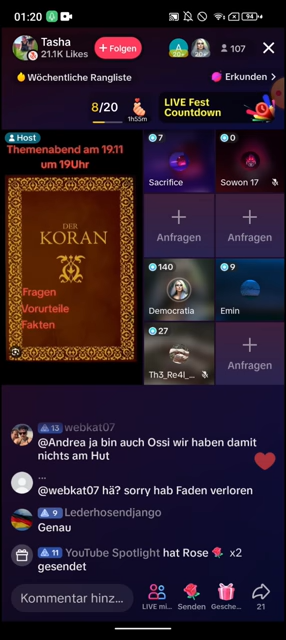 01:20
94
Tasha
21.1K Likes
+ Folgen
20+
20+
107
Wöchentliche Rangliste
Erkunden >
8/20
1h55m
LIVE Fest
Countdown
Host
Themenabend am 19.11
um 19Uhr
DER
KORAN
Fragen
Vorurteile
Fakten
7
Sacrifice
0
Sowon 17
Anfragen
Anfragen
140
Democratia
9
Emin
27
Th3_Re4l_...
Anfragen
13 webkat07
@Andrea ja bin auch Ossi wir haben damit
nichts am Hut
...
@webkat07 hä? sorry hab Faden verloren
9 Lederhosendjango
Genau
11 YouTube Spotlight hat Rose 🌹 x2
gesendet
Kommentar hinz...
LIVE mi...
Senden
Gesche...
21